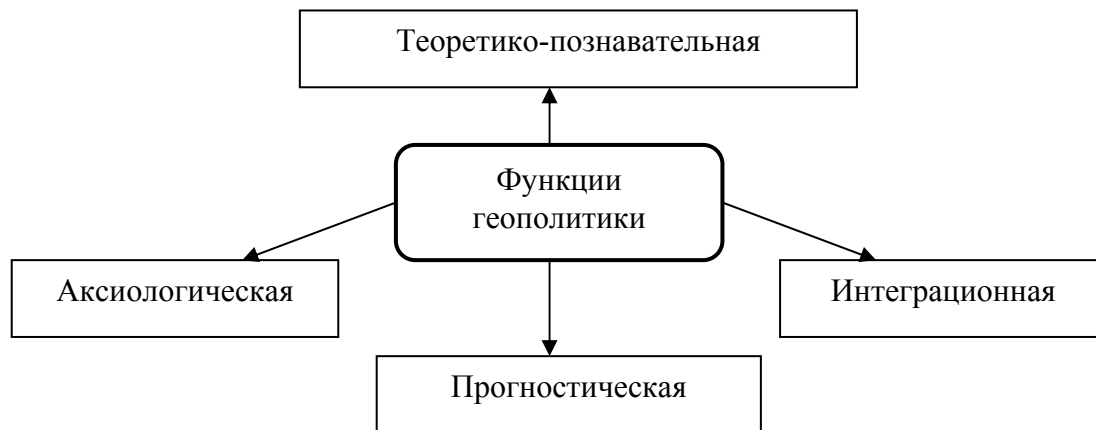 Теоретико-познавательная
Функции
геополитики
Аксиологическая
Интеграционная
Прогностическая